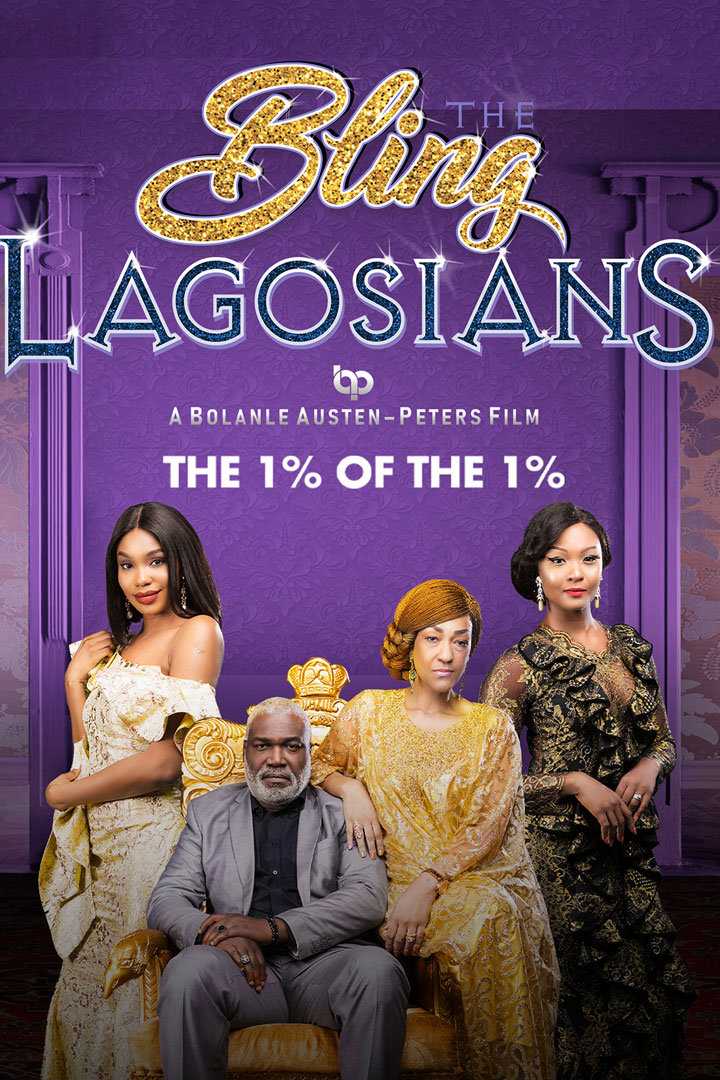 THE
Bling
LAGOSIANS
bp
A BOLANLE AUSTEN-PETERS FILM
THE 1% OF THE 1%